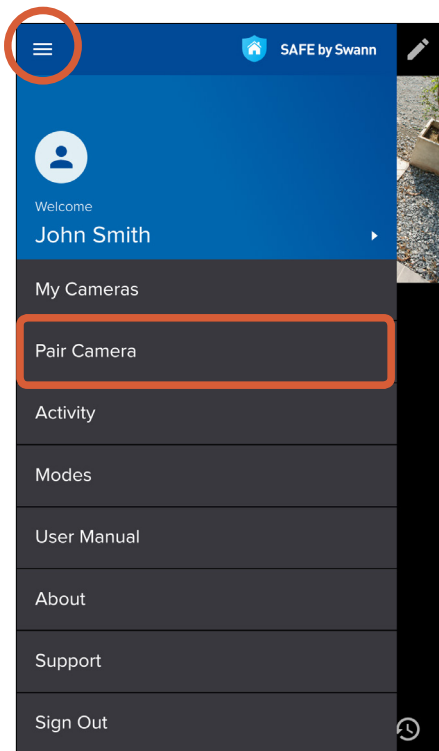 SAFE by Swann
Welcome
John Smith
My Cameras
Pair Camera
Activity
Modes
User Manual
About
Support
Sign Out